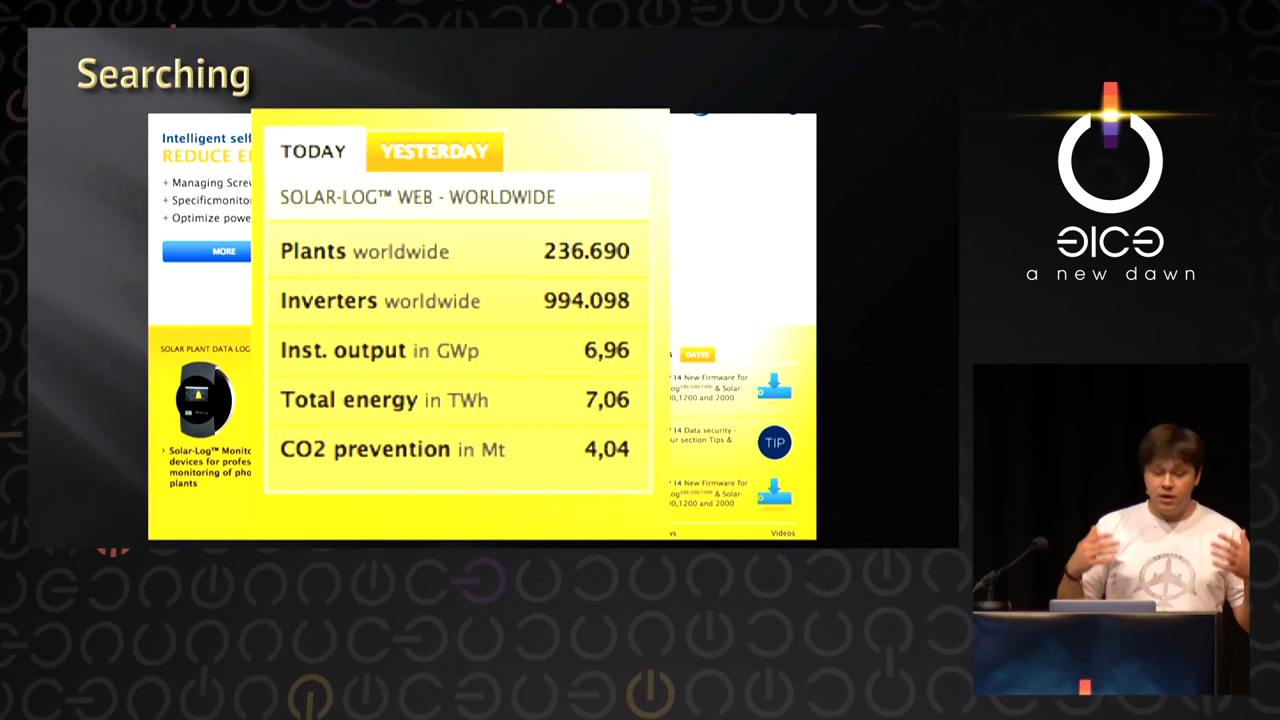 Searching
Intelligent self
REDUCE E
+ Managing Screw
+ Specificmonito
+ Optimize powe
MORE
SOLAR PLANT DATA LOG
› Solar-Log™ Monito
devices for profes
monitoring of pho
plants
TODAY YESTERDAY
SOLAR-LOG™ WEB - WORLDWIDE
Plants worldwide 236.690
Inverters worldwide 994.098
Inst. output in GWp 6,96
Total energy in TWh 7,06
CO2 prevention in Mt 4,04
DATES
14 New Firmware for
& Solar-
1200 and 2000
14 Data security -
ur section Tips &
TIP
14 New Firmware for
& Solar-
1200 and 2000
Videos
a new dawn